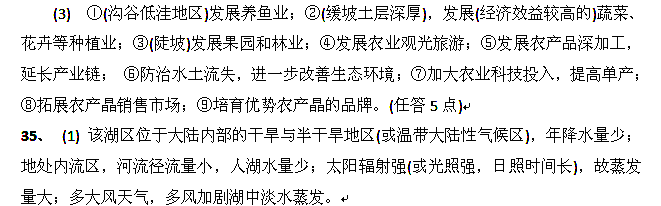 (3) ①(沟谷低洼地区)发展养鱼业；②(缓坡土层深厚)，发展(经济效益较高的)蔬菜、
花卉等种植业；③(陡坡)发展果园和林业；④发展农业观光旅游；⑤发展农产品深加工，
延长产业链； ⑥防治水土流失，进一步改善生态环境；⑦加大农业科技投入，提高单产；
⑧拓展农产晶销售市场；⑨培育优势农产晶的品牌。(任答 5 点)
35、 (1) 该湖区位于大陆内部的干旱与半干旱地区(或温带大陆性气候区)，年降水量少；
地处内流区，河流径流量小，人湖水量少；太阳辐射强(或光照强，日照时间长)，故蒸发
量大；多大风天气，多风加剧湖中淡水蒸发。